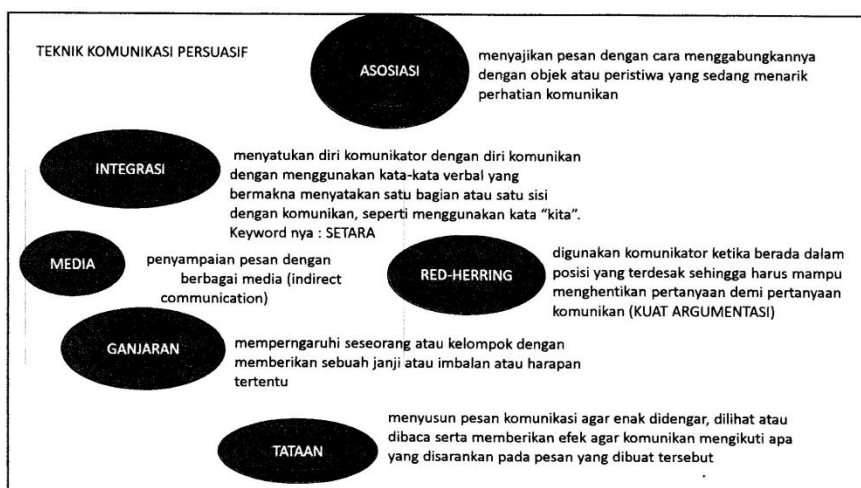 TEKNIK KOMUNIKASI PERSUASIF
ASOSIASI
menyajikan pesan dengan cara menggabungkannya
dengan objek atau peristiwa yang sedang menarik
perhatian komunikan
INTEGRASI
menyatukan diri komunikator dengan diri komunikan
dengan menggunakan kata-kata verbal yang
bermakna menyatakan satu bagian atau satu sisi
dengan komunikan, seperti menggunakan kata “kita”.
Keyword nya : SETARA
MEDIA
penyampaian pesan dengan
berbagai media (indirect
communication)
RED-HERRING
digunakan komunikator ketika berada dalam
posisi yang terdesak sehingga harus mampu
menghentikan pertanyaan demi pertanyaan
komunikan (KUAT ARGUMENTASI)
GANJARAN
memperngaruhi seseorang atau kelompok dengan
memberikan sebuah janji atau imbalan atau harapan
tertentu
TATAAN
menyusun pesan komunikasi agar enak didengar, dilihat atau
dibaca serta memberikan efek agar komunikan mengikuti apa
yang disarankan pada pesan yang dibuat tersebut